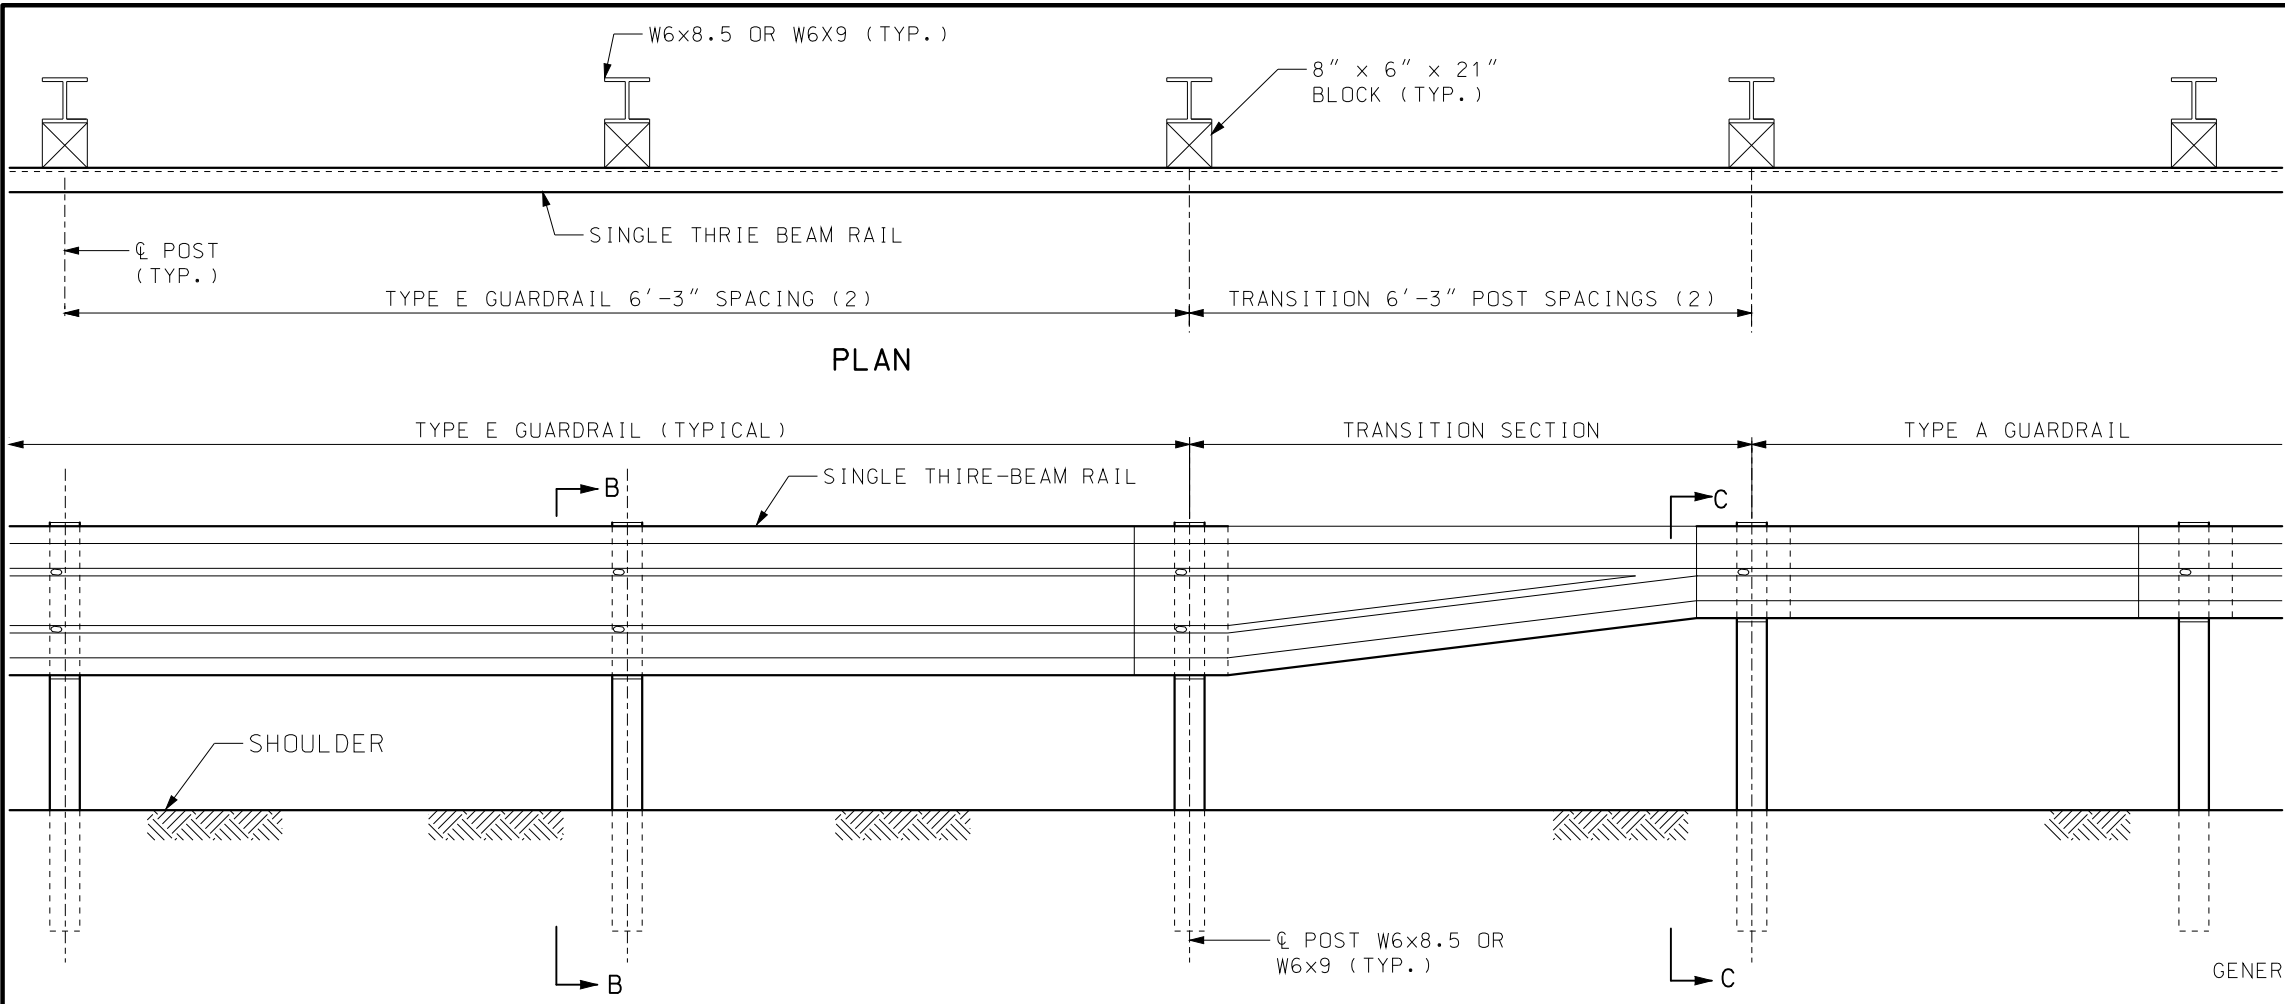 W6x8.5 OR W6X9 (TYP.)
8" x 6" x 21"
BLOCK (TYP.)
SINGLE THRIE BEAM RAIL
℄ POST
(TYP.)
TYPE E GUARDRAIL 6'-3" SPACING (2)
TRANSITION 6'-3" POST SPACINGS (2)
PLAN
TYPE E GUARDRAIL (TYPICAL)
TRANSITION SECTION
TYPE A GUARDRAIL
SINGLE THIRE-BEAM RAIL
B
C
SHOULDER
℄ POST W6x8.5 OR
W6x9 (TYP.)
B
C
GENER